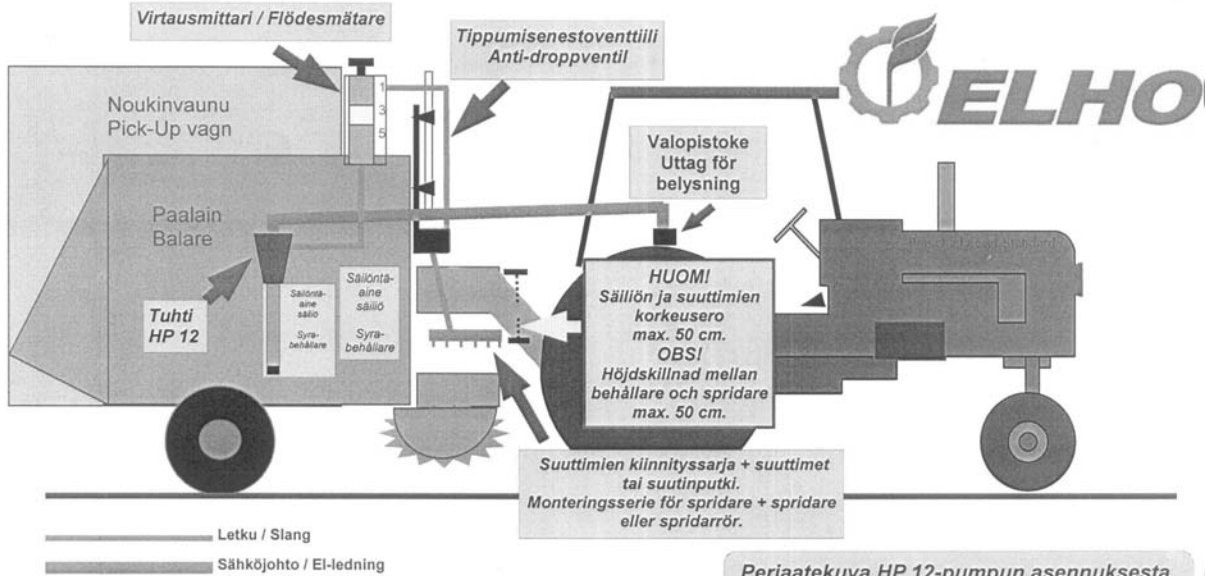 Virtausmittari / Flödesmätare
Tippumisenestoventtiili
Anti-droppventil
ELHO
Noukinvaunu
Pick-Up vagn
1
3
5
Valopistoke
Uttag för
belysning
Paalain
Balare
Tuhti
HP 12
Säilöntä-
aine
säiliö
Syra-
behållare
Säilöntä-
aine
säiliö
Syra-
behållare
HUOM!
Säiliön ja suuttimien
korkeusero
max. 50 cm.
OBS!
Höjdskillnad mellan
behållare och spridare
max. 50 cm.
Suuttimien kiinnityssarja + suuttimet
tai suutinputki.
Monteringsserie för spridare + spridare
eller spridarrör.
Letku / Slang
Sähköjohto / El-ledning
Periaatekuva HP 12-pumpun asennuksesta